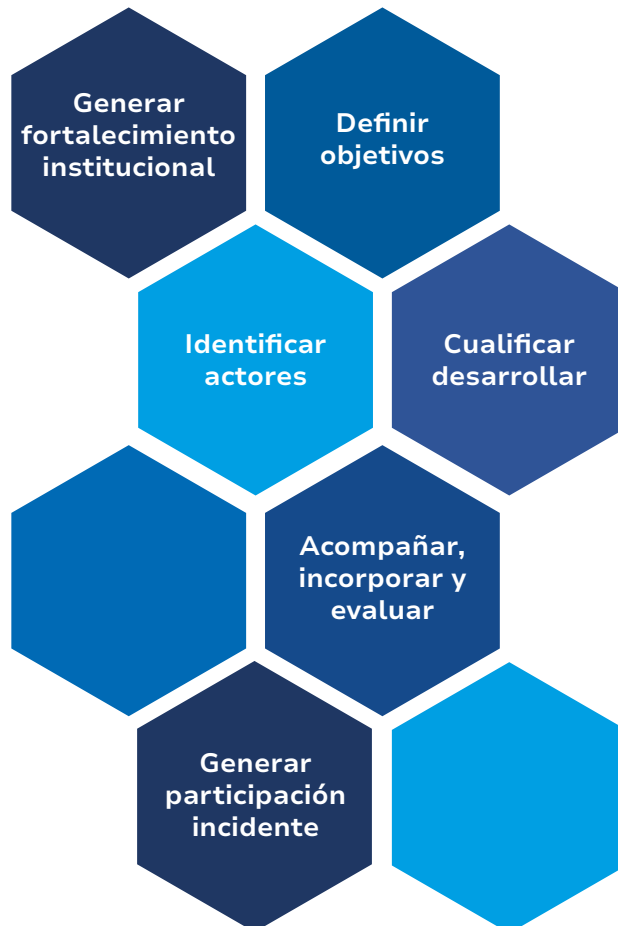 Generar
fortalecimiento
institucional
Definir
objetivos
Identificar
actores
Cualificar
desarrollar
Acompañar,
incorporar y
evaluar
Generar
participación
incidente